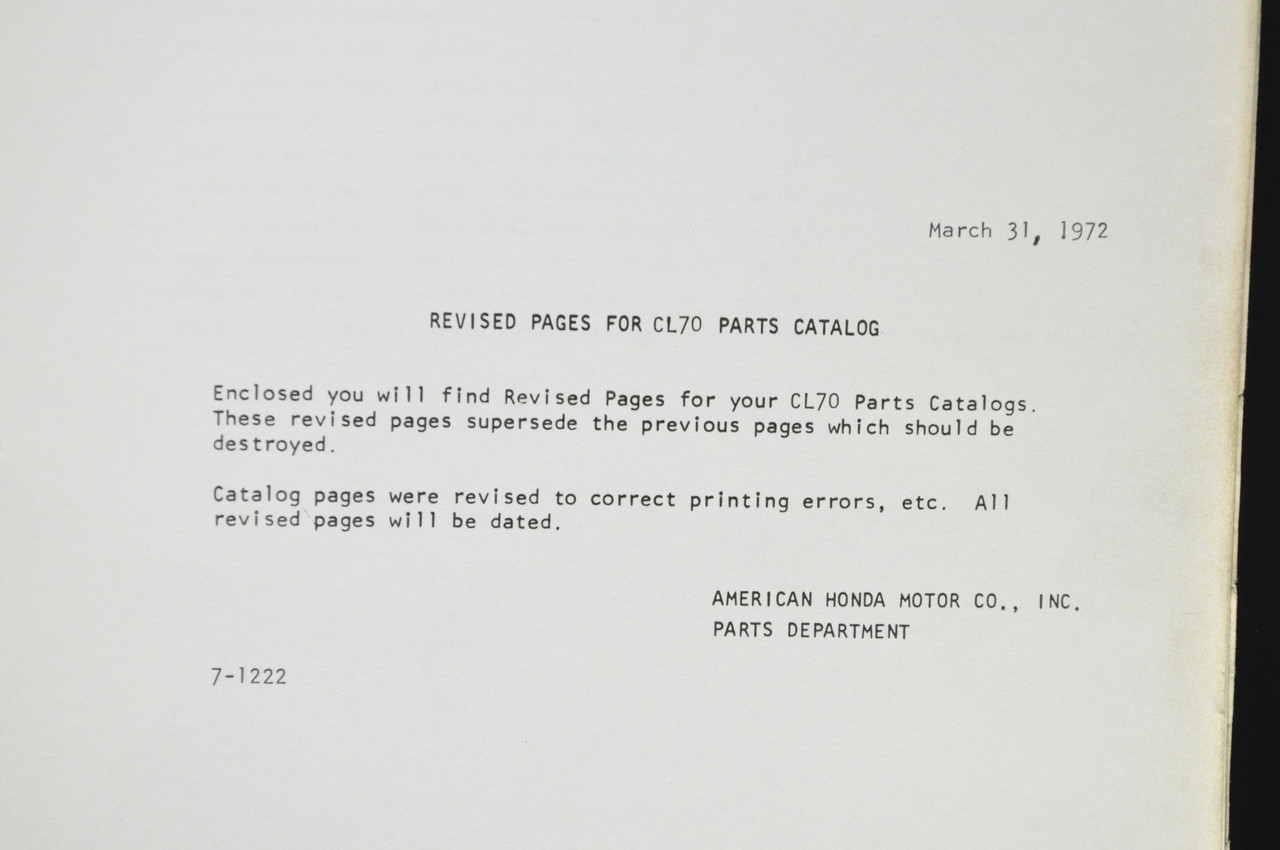 March 31, 1972
REVISED PAGES FOR CL70 PARTS CATALOG
Enclosed you will find Revised Pages for your CL70 Parts Catalogs.
These revised pages supersede the previous pages which should be
destroyed.
Catalog pages were revised to correct printing errors, etc. All
revised pages will be dated.
AMERICAN HONDA MOTOR CO., INC.
PARTS DEPARTMENT
7-1222